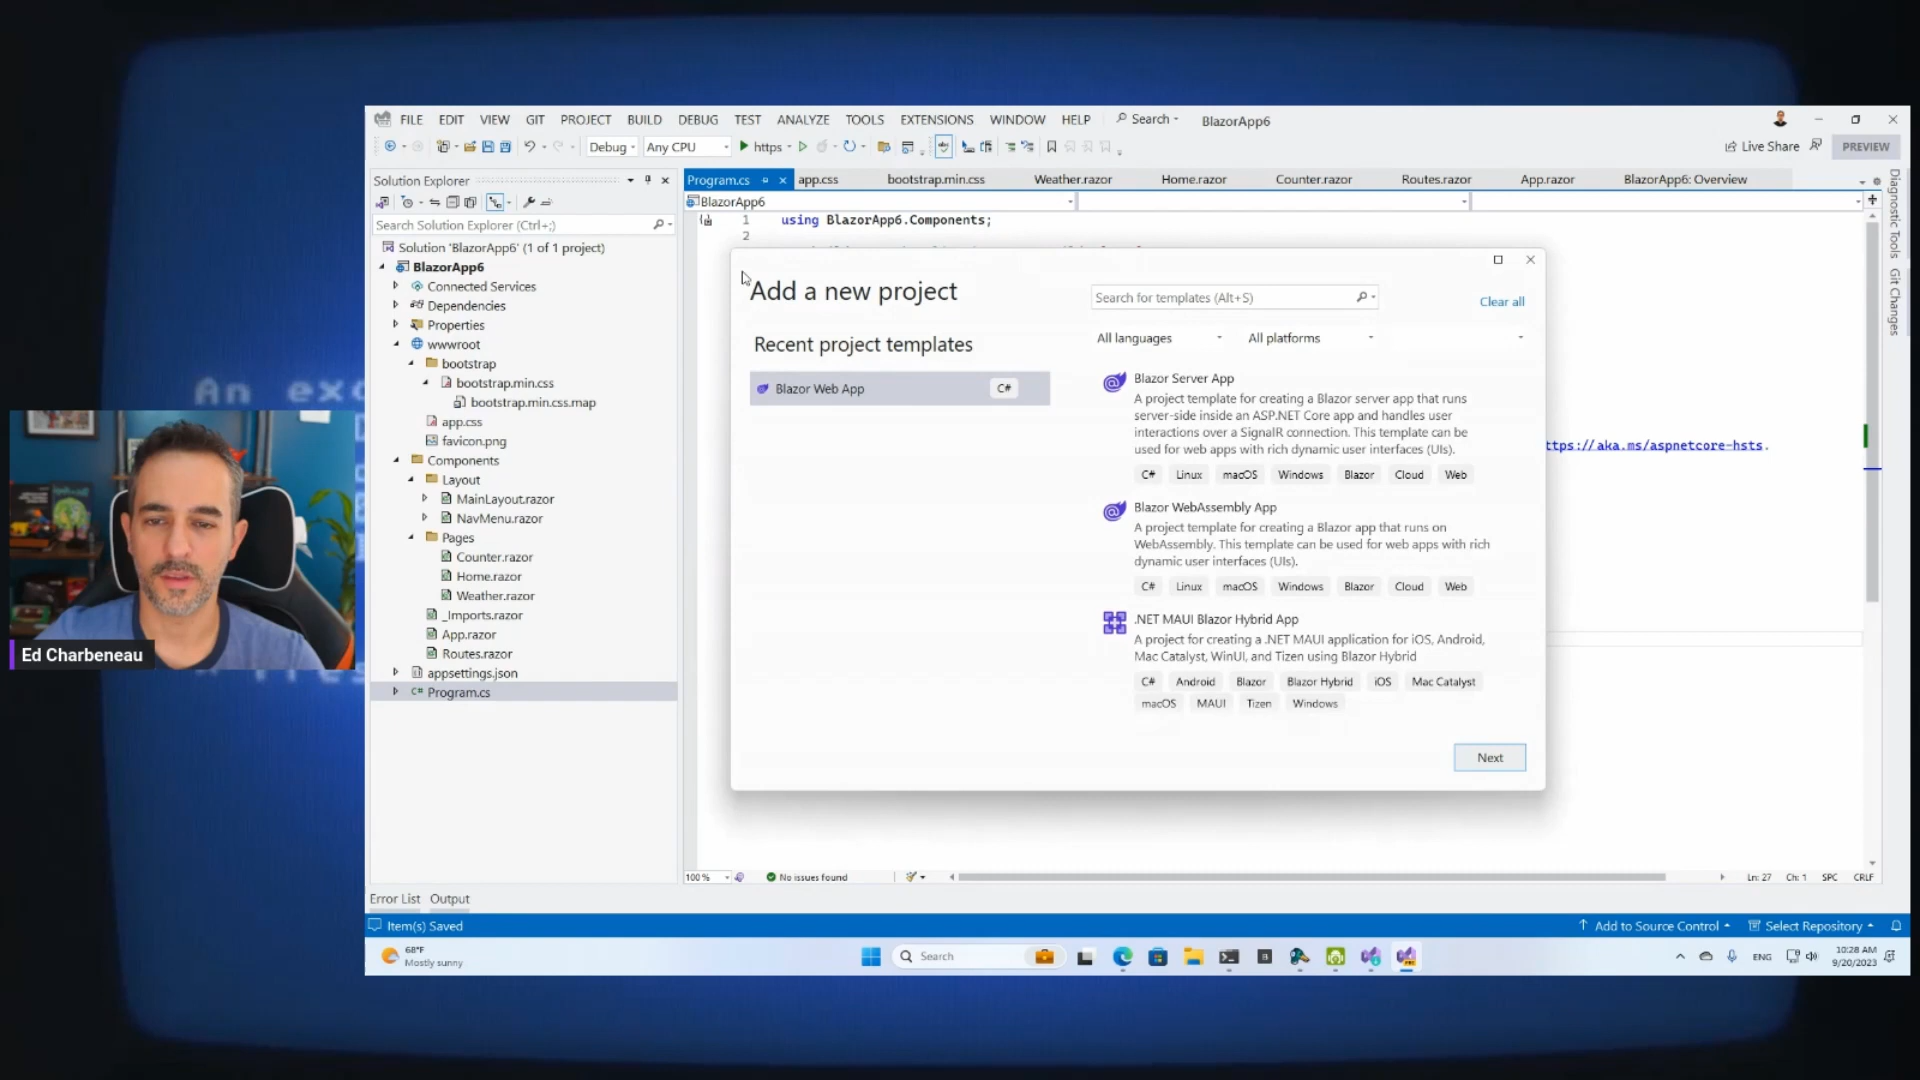 FILE EDIT VIEW GIT PROJECT BUILD DEBUG TEST ANALYZE TOOLS EXTENSIONS WINDOW HELP Search BlazorApp6
Debug Any CPU https Live Share PREVIEW
Solution Explorer
Search Solution Explorer (Ctrl+;)
Solution 'BlazorApp6' (1 of 1 project)
BlazorApp6
Connected Services
Dependencies
Properties
wwwroot
bootstrap
bootstrap.min.css
bootstrap.min.css.map
app.css
favicon.png
Components
Layout
MainLayout.razor
NavMenu.razor
Pages
Counter.razor
Home.razor
Weather.razor
_Imports.razor
App.razor
Routes.razor
appsettings.json
C# Program.cs
Program.cs app.css bootstrap.min.css Weather.razor Home.razor Counter.razor Routes.razor App.razor BlazorApp6: Overview
BlazorApp6
1 using BlazorApp6.Components;
2
Add a new project
Search for templates (Alt+S)
Clear all
All languages All platforms
Recent project templates
Blazor Web App C#
Blazor Server App
A project template for creating a Blazor server app that runs
server-side inside an ASP.NET Core app and handles user
interactions over a SignalR connection. This template can be
used for web apps with rich dynamic user interfaces (UIs).
C# Linux macOS Windows Blazor Cloud Web
Blazor WebAssembly App
A project template for creating a Blazor app that runs on
WebAssembly. This template can be used for web apps with rich
dynamic user interfaces (UIs).
C# Linux macOS Windows Blazor Cloud Web
.NET MAUI Blazor Hybrid App
A project for creating a .NET MAUI application for iOS, Android,
Mac Catalyst, WinUI, and Tizen using Blazor Hybrid
C# Android Blazor Blazor Hybrid iOS Mac Catalyst
macOS MAUI Tizen Windows
Next
ttps://aka.ms/aspnetcore-hsts.
Diagnostic Tools
Git Changes
100 % No issues found Ln: 27 Ch: 1 SPC CRLF
Error List Output
Item(s) Saved Add to Source Control Select Repository
68°F
Mostly sunny
Search
ENG
10:28 AM
9/20/2023
An exc
Ed Charbeneau